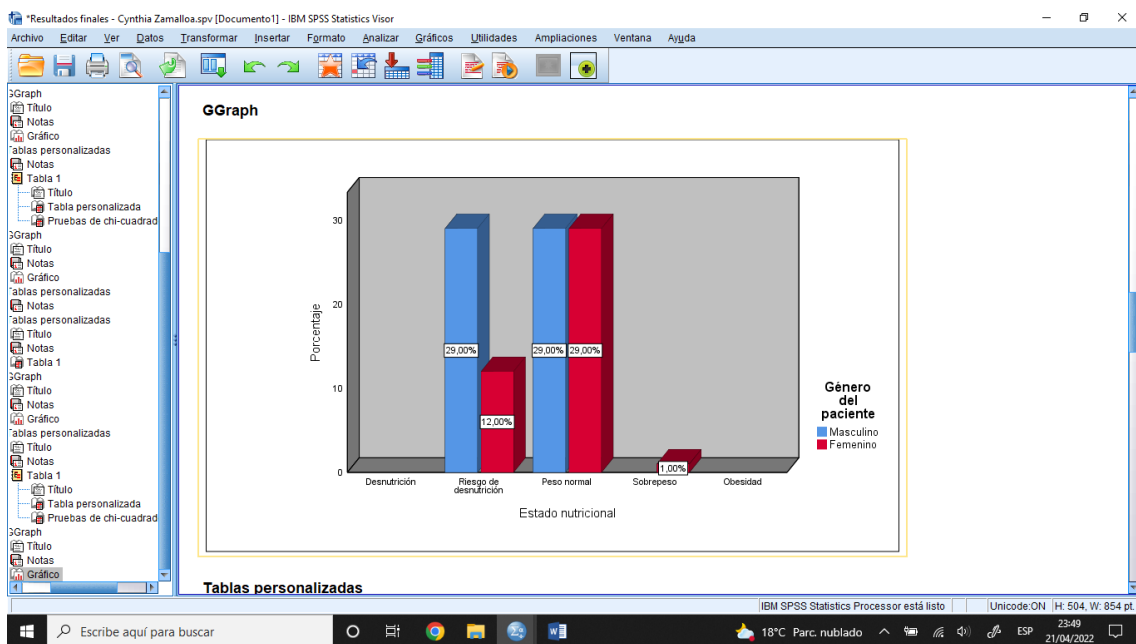 *Resultados finales - Cynthia Zamalloa.spv [Documento1] - IBM SPSS Statistics Visor
Archivo Editar Ver Datos Transformar Insertar Formato Analizar Gráficos Utilidades Ampliaciones Ventana Ayuda
GGraph
Título
Notas
Gráfico
Tablas personalizadas
Notas
Tabla 1
Título
Tabla personalizada
Pruebas de chi-cuadrad
GGraph
Título
Notas
Gráfico
Tablas personalizadas
Notas
Tablas personalizadas
Título
Notas
Tabla 1
GGraph
Título
Notas
Gráfico
Tablas personalizadas
Título
Notas
Tabla 1
Título
Tabla personalizada
Pruebas de chi-cuadrad
GGraph
Título
Notas
Gráfico
GGraph
Porcentaje
30
20
10
0
29,00%
12,00%
29,00%
29,00%
1,00%
Desnutrición
Riesgo de
desnutrición
Peso normal
Sobrepeso
Obesidad
Estado nutricional
Género
del
paciente
Masculino
Femenino
Tablas personalizadas
IBM SPSS Statistics Processor está listo
Unicode:ON
H: 504, W: 854 pt.
Escribe aquí para buscar
18°C Parc. nublado
ESP
23:49
21/04/2022